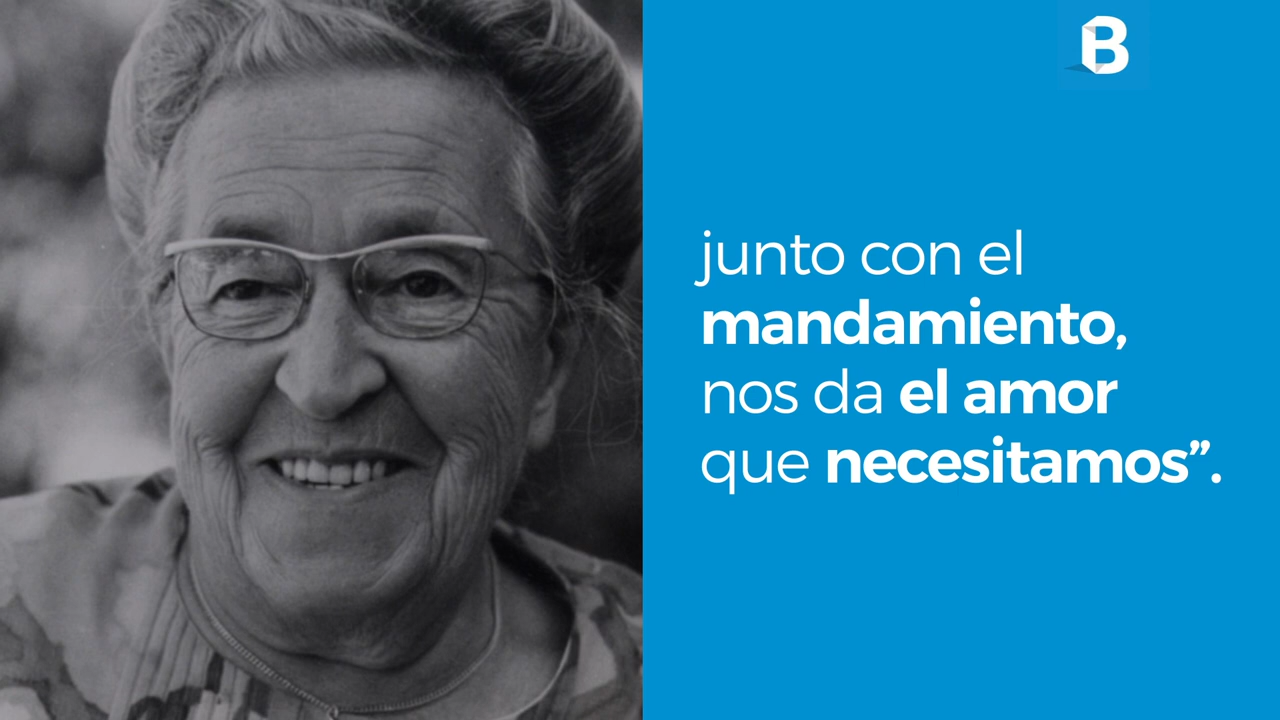 B
junto con el
mandamiento,
nos da el amor
que necesitamos”.